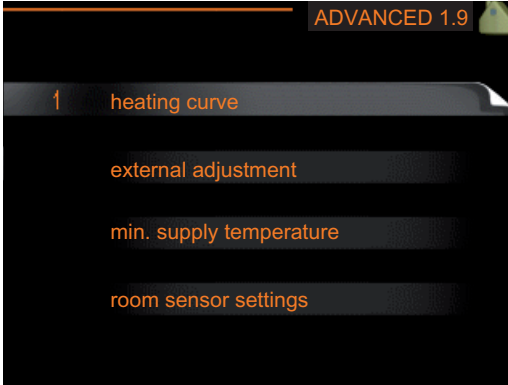 ADVANCED 1.9
1 heating curve
external adjustment
min. supply temperature
room sensor settings